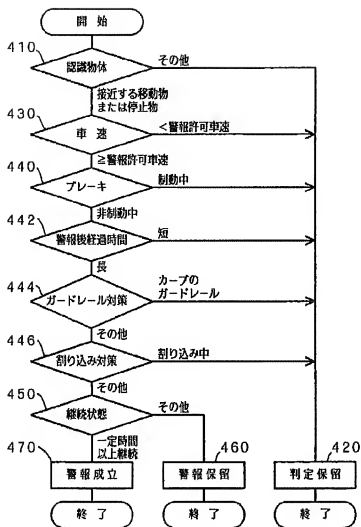 開始
410
認識物体
その他
接近する移動物
または停止物
430
車速
<警報許可車速
≧警報許可車速
440
ブレーキ
制動中
非制動中
442
警報後経過時間
短
長
444
ガードレール対策
カーブの
ガードレール
その他
446
割り込み対策
割り込み中
その他
450
継続状態
その他
一定時間
以上継続
470
460
420
警報成立
警報保留
判定保留
終了
終了
終了